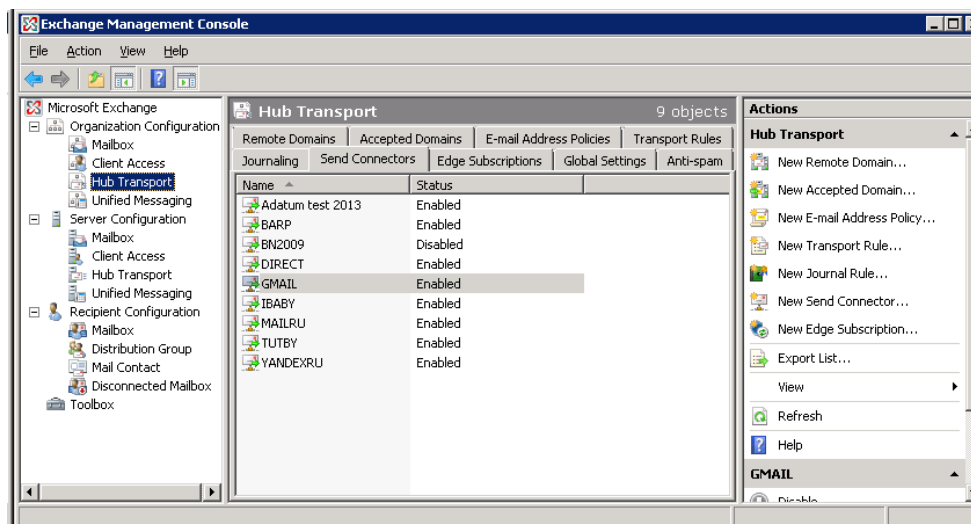 Exchange Management Console
File Action View Help
Microsoft Exchange
Organization Configuration
Mailbox
Client Access
Hub Transport
Unified Messaging
Server Configuration
Mailbox
Client Access
Hub Transport
Unified Messaging
Recipient Configuration
Mailbox
Distribution Group
Mail Contact
Disconnected Mailbox
Toolbox
Hub Transport 9 objects
Remote Domains Accepted Domains E-mail Address Policies Transport Rules
Journaling Send Connectors Edge Subscriptions Global Settings Anti-spam
Name Status
Adatum test 2013 Enabled
BARP Enabled
BN2009 Disabled
DIRECT Enabled
GMAIL Enabled
IBABY Enabled
MAILRU Enabled
TUTBY Enabled
YANDEXRU Enabled
Actions
Hub Transport
New Remote Domain...
New Accepted Domain...
New E-mail Address Policy...
New Transport Rule...
New Journal Rule...
New Send Connector...
New Edge Subscription...
Export List...
View
Refresh
Help
GMAIL
Disable